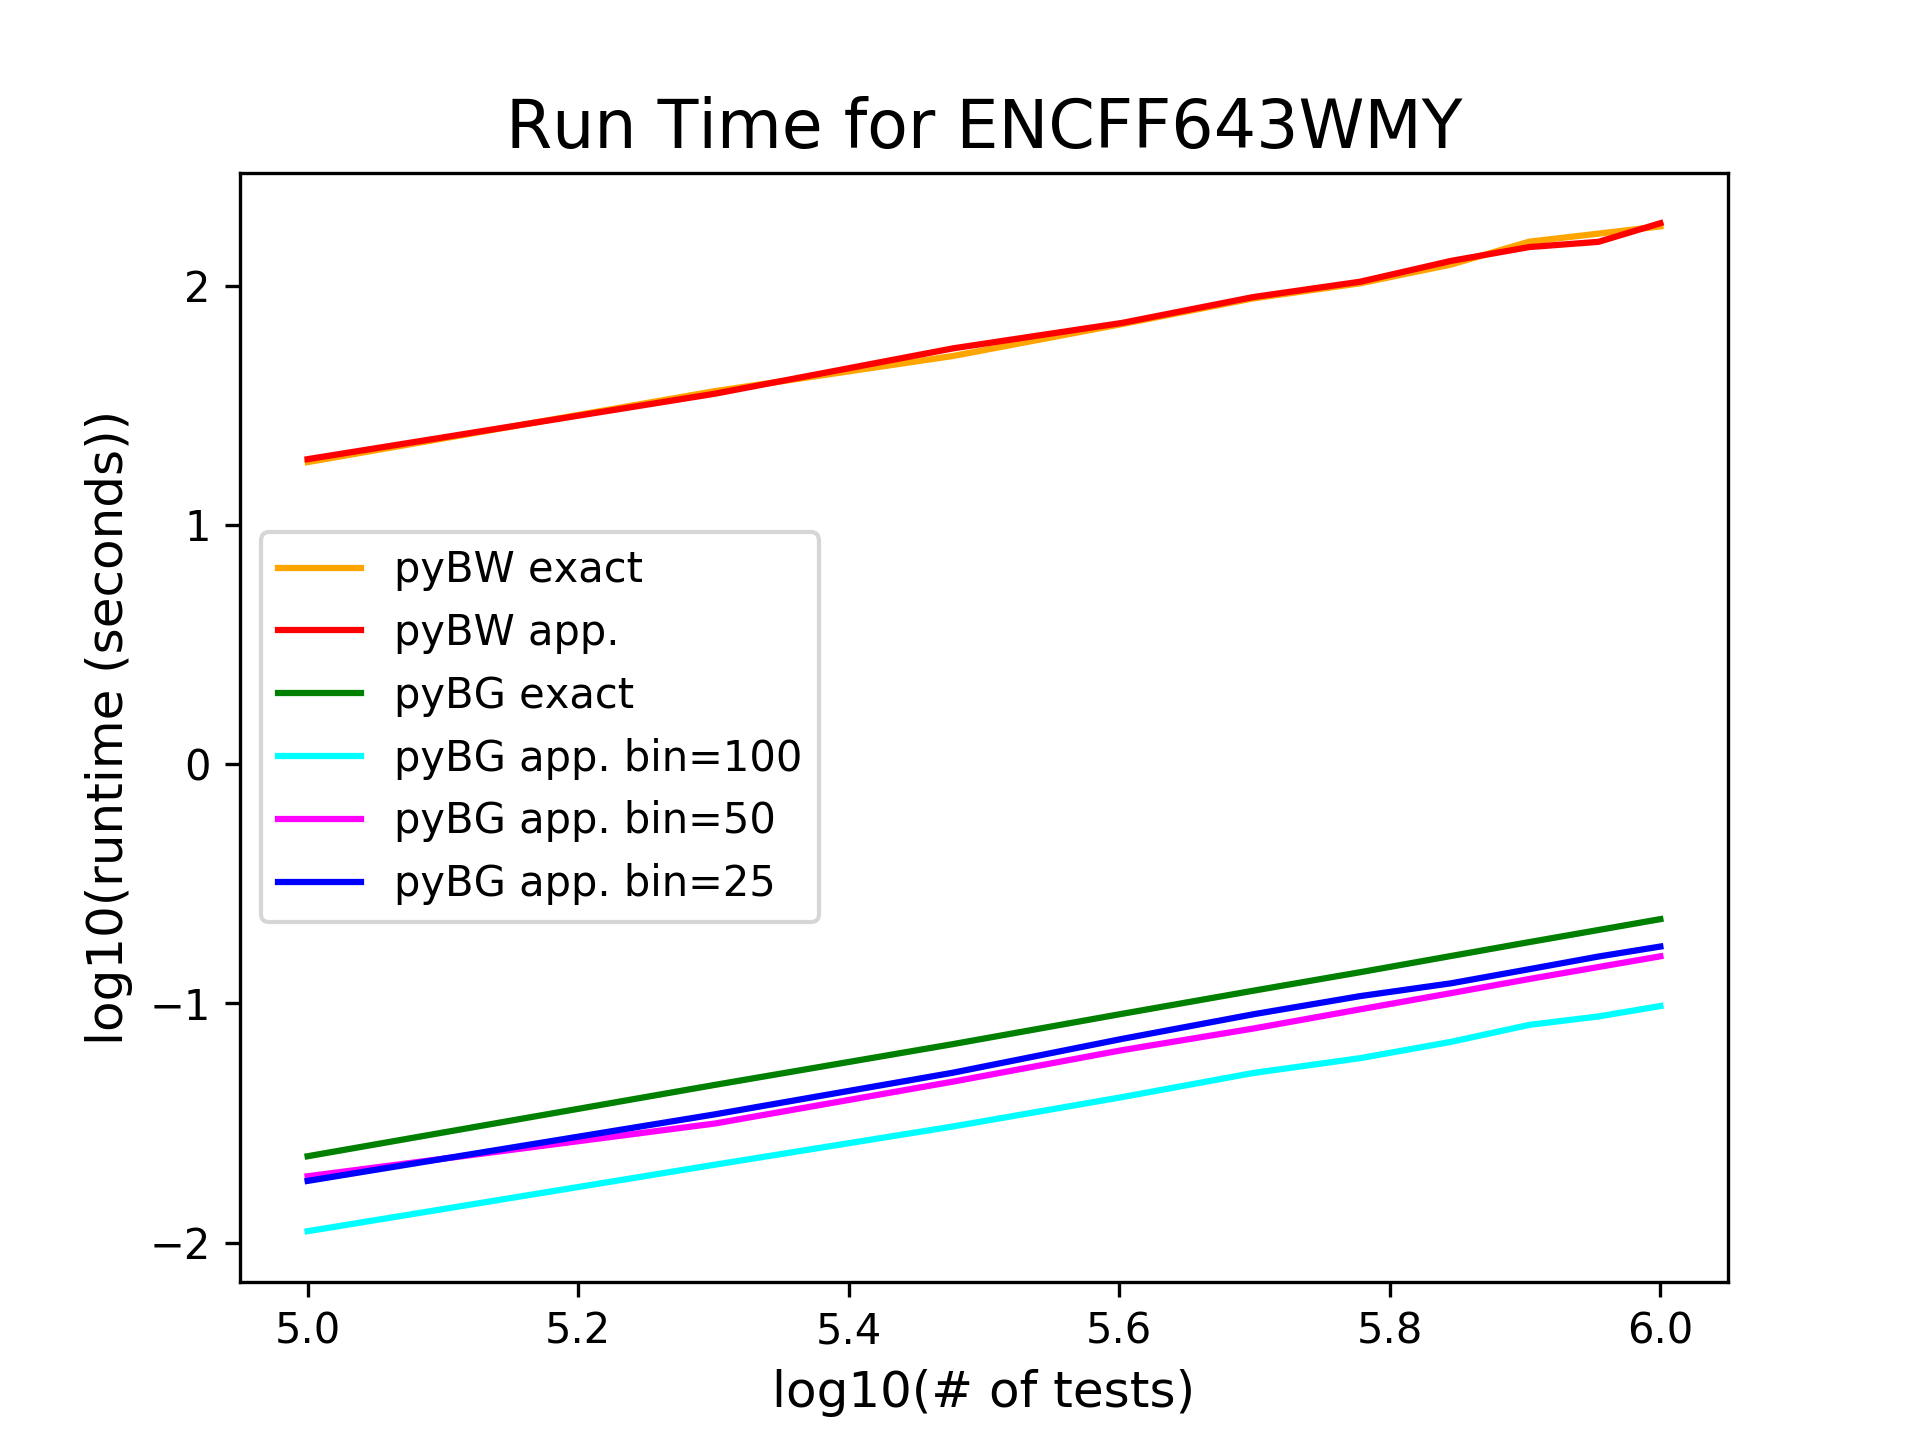 Run Time for ENCFF643WMY
log10(runtime (seconds))
2
1
0
−1
−2
pyBW exact
pyBW app.
pyBG exact
pyBG app. bin=100
pyBG app. bin=50
pyBG app. bin=25
5.0 5.2 5.4 5.6 5.8 6.0
log10(# of tests)